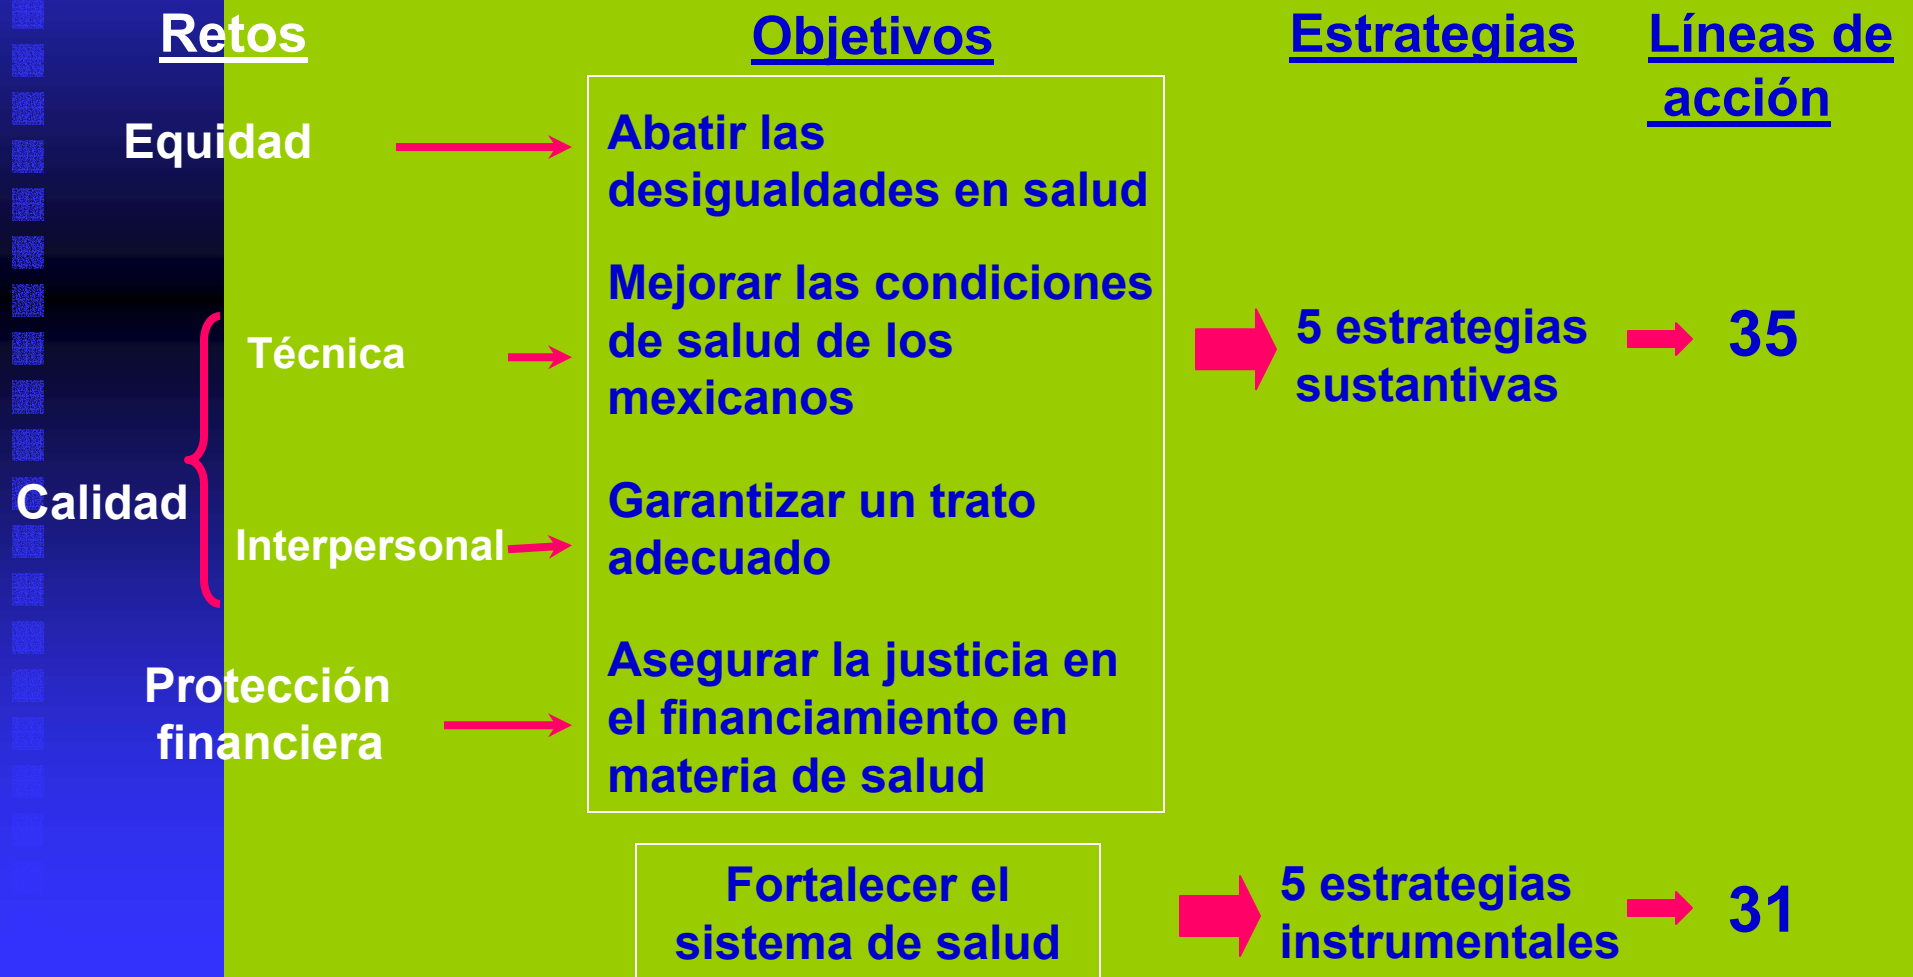 Retos
Objetivos
Estrategias
Líneas de
acción
Equidad
Abatir las
desigualdades en salud
Calidad
Técnica
Mejorar las condiciones
de salud de los
mexicanos
5 estrategias
sustantivas
35
Interpersonal
Garantizar un trato
adecuado
Protección
financiera
Asegurar la justicia en
el financiamiento en
materia de salud
Fortalecer el
sistema de salud
5 estrategias
instrumentales
31